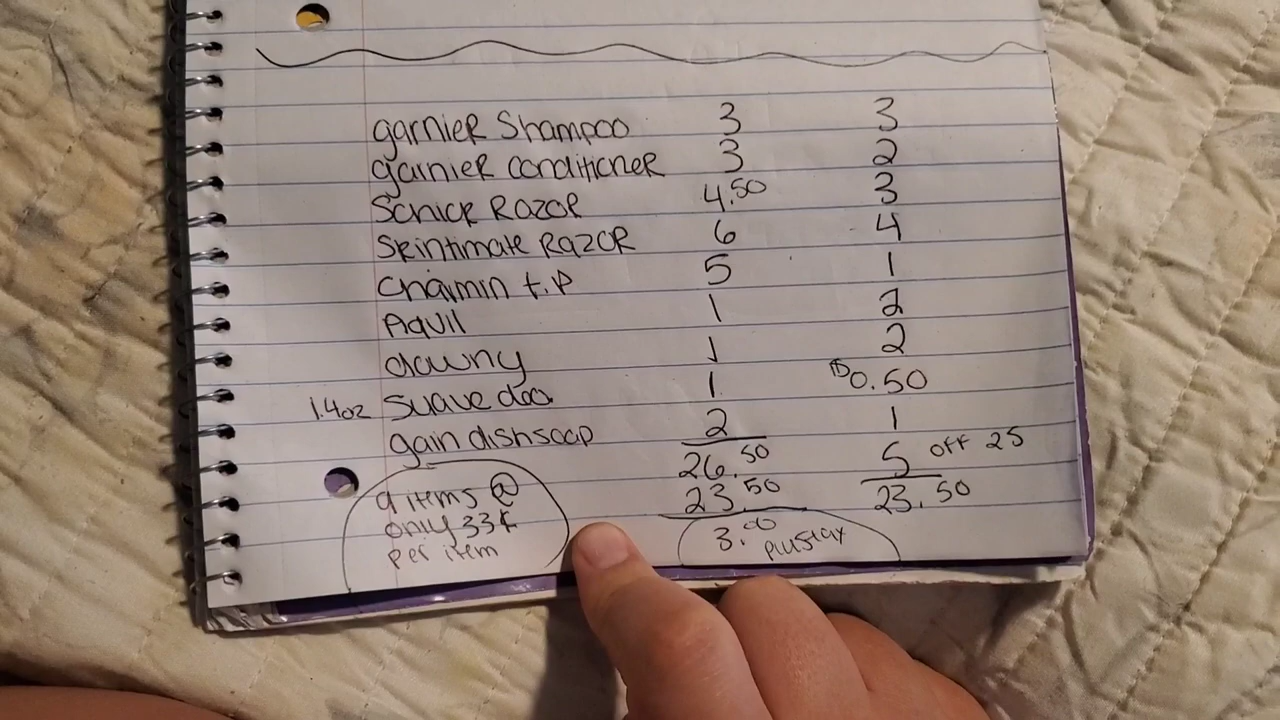 garnier Shampoo 3 3
garnier conditioner 3 2
Schick Razor 4.50 3
Skintimate Razor 6 4
Charmin t.p 5 1
Aquil 1 2
downy 1 2
1.4oz Suave deo 1 $0.50
gain dishsoap 2 1
26.50 5 off 25
23.50 23.50
9 items @
only 33¢
per item
3.00
plus tax